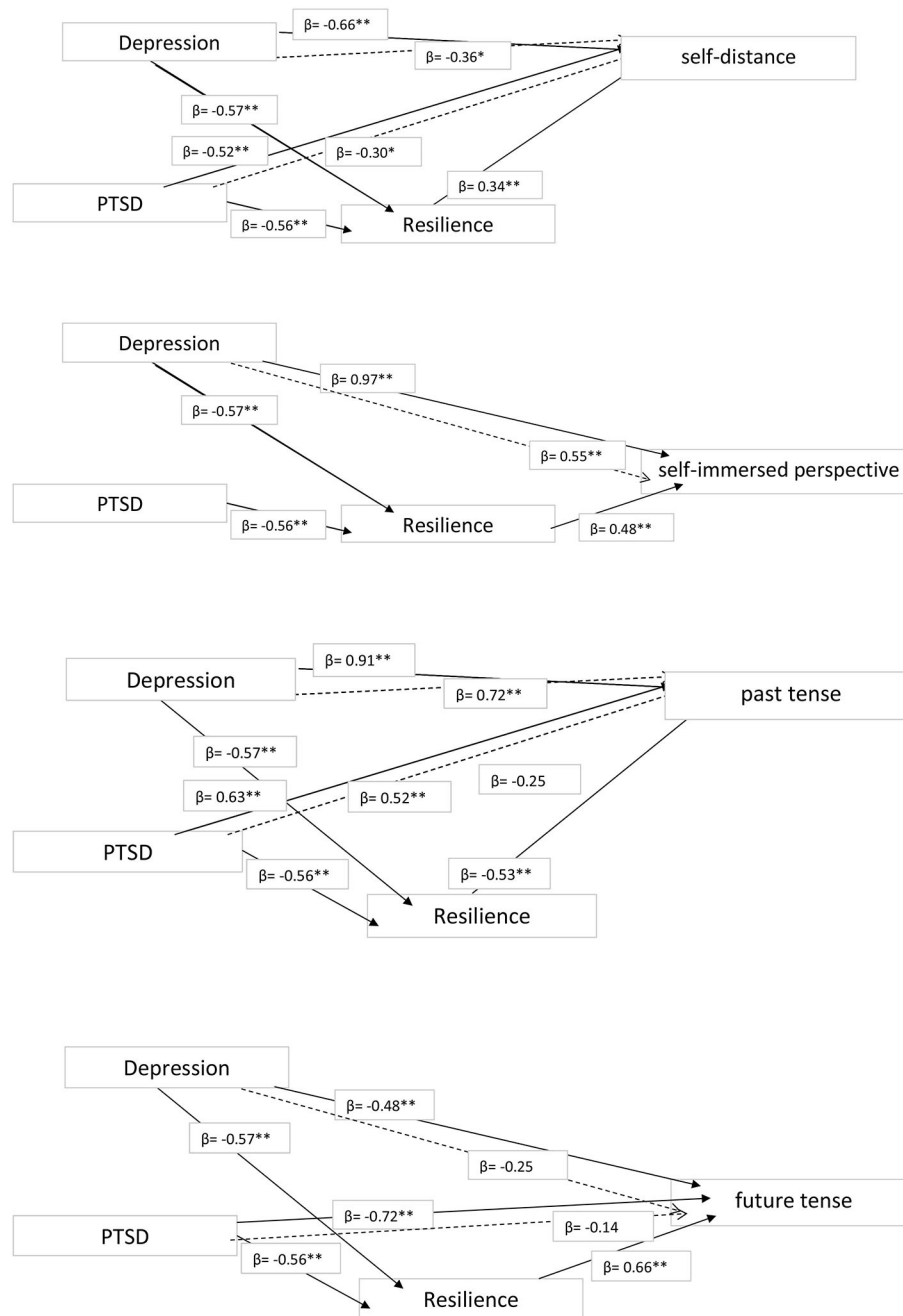 β= -0.66**
Depression
β= -0.36*
self-distance
β= -0.57**
β= -0.52**
β= -0.30*
β= 0.34**
PTSD
β= -0.56**
Resilience
Depression
β= 0.97**
β= -0.57**
β= 0.55**
self-immersed perspective
PTSD
β= -0.56**
Resilience
β= 0.48**
β= 0.91**
Depression
β= 0.72**
past tense
β= -0.57**
β= -0.25
β= 0.63**
β= 0.52**
PTSD
β= -0.56**
β= -0.53**
Resilience
Depression
β= -0.48**
β= -0.57**
β= -0.25
future tense
β= -0.72**
PTSD
β= -0.14
β= -0.56**
β= 0.66**
Resilience